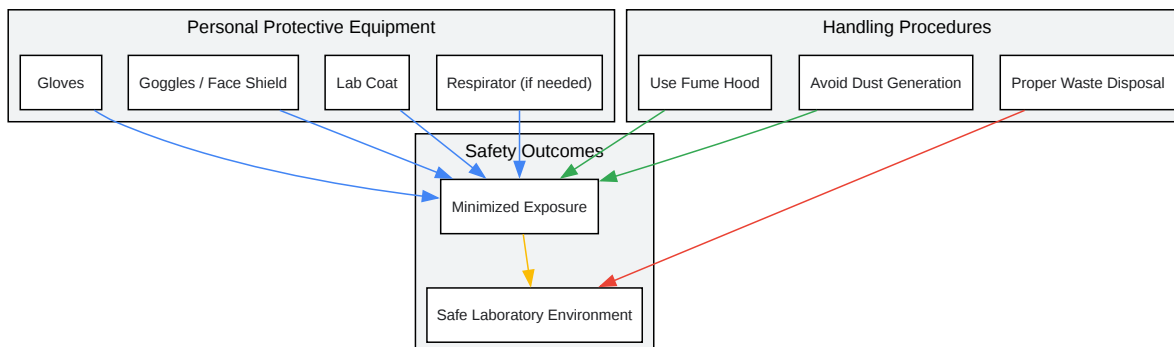 Personal Protective Equipment
Handling Procedures
Gloves
Goggles / Face Shield
Lab Coat
Respirator (if needed)
Use Fume Hood
Avoid Dust Generation
Proper Waste Disposal
Safety Outcomes
Minimized Exposure
Safe Laboratory Environment